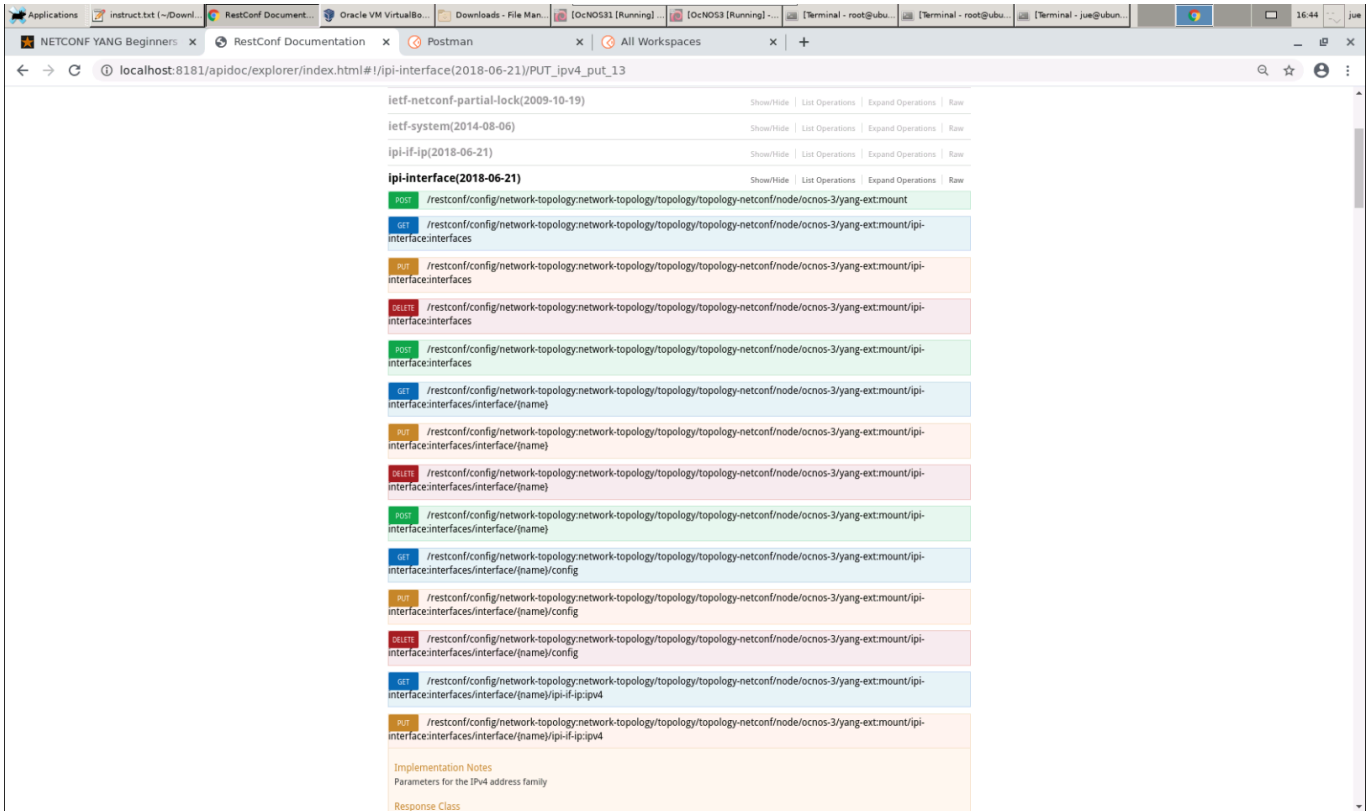 Applications instruct.txt (~/Downl... RestConf Document... Oracle VM VirtualBo... Downloads - File Man... [OcNOS31 [Running] ... [OcNOS3 [Running] -... [Terminal - root@ubu... [Terminal - root@ubu... [Terminal - jue@ubun... 16:44 jue
NETCONF YANG Beginners RestConf Documentation Postman All Workspaces
localhost:8181/apidoc/explorer/index.html#!/ipi-interface(2018-06-21)/PUT_ipv4_put_13
ietf-netconf-partial-lock(2009-10-19) Show/Hide List Operations Expand Operations Raw
ietf-system(2014-08-06) Show/Hide List Operations Expand Operations Raw
ipi-if-ip(2018-06-21) Show/Hide List Operations Expand Operations Raw
ipi-interface(2018-06-21) Show/Hide List Operations Expand Operations Raw
POST /restconf/config/network-topology:network-topology/topology/topology-netconf/node/ocnos-3/yang-ext:mount
GET /restconf/config/network-topology:network-topology/topology/topology-netconf/node/ocnos-3/yang-ext:mount/ipi-
interface:interfaces
PUT /restconf/config/network-topology:network-topology/topology/topology-netconf/node/ocnos-3/yang-ext:mount/ipi-
interface:interfaces
DELETE /restconf/config/network-topology:network-topology/topology/topology-netconf/node/ocnos-3/yang-ext:mount/ipi-
interface:interfaces
POST /restconf/config/network-topology:network-topology/topology/topology-netconf/node/ocnos-3/yang-ext:mount/ipi-
interface:interfaces
GET /restconf/config/network-topology:network-topology/topology/topology-netconf/node/ocnos-3/yang-ext:mount/ipi-
interface:interfaces/interface/{name}
PUT /restconf/config/network-topology:network-topology/topology/topology-netconf/node/ocnos-3/yang-ext:mount/ipi-
interface:interfaces/interface/{name}
DELETE /restconf/config/network-topology:network-topology/topology/topology-netconf/node/ocnos-3/yang-ext:mount/ipi-
interface:interfaces/interface/{name}
POST /restconf/config/network-topology:network-topology/topology/topology-netconf/node/ocnos-3/yang-ext:mount/ipi-
interface:interfaces/interface/{name}
GET /restconf/config/network-topology:network-topology/topology/topology-netconf/node/ocnos-3/yang-ext:mount/ipi-
interface:interfaces/interface/{name}/config
PUT /restconf/config/network-topology:network-topology/topology/topology-netconf/node/ocnos-3/yang-ext:mount/ipi-
interface:interfaces/interface/{name}/config
DELETE /restconf/config/network-topology:network-topology/topology/topology-netconf/node/ocnos-3/yang-ext:mount/ipi-
interface:interfaces/interface/{name}/config
GET /restconf/config/network-topology:network-topology/topology/topology-netconf/node/ocnos-3/yang-ext:mount/ipi-
interface:interfaces/interface/{name}/ipi-if-ip:ipv4
PUT /restconf/config/network-topology:network-topology/topology/topology-netconf/node/ocnos-3/yang-ext:mount/ipi-
interface:interfaces/interface/{name}/ipi-if-ip:ipv4
Implementation Notes
Parameters for the IPv4 address family
Response Class